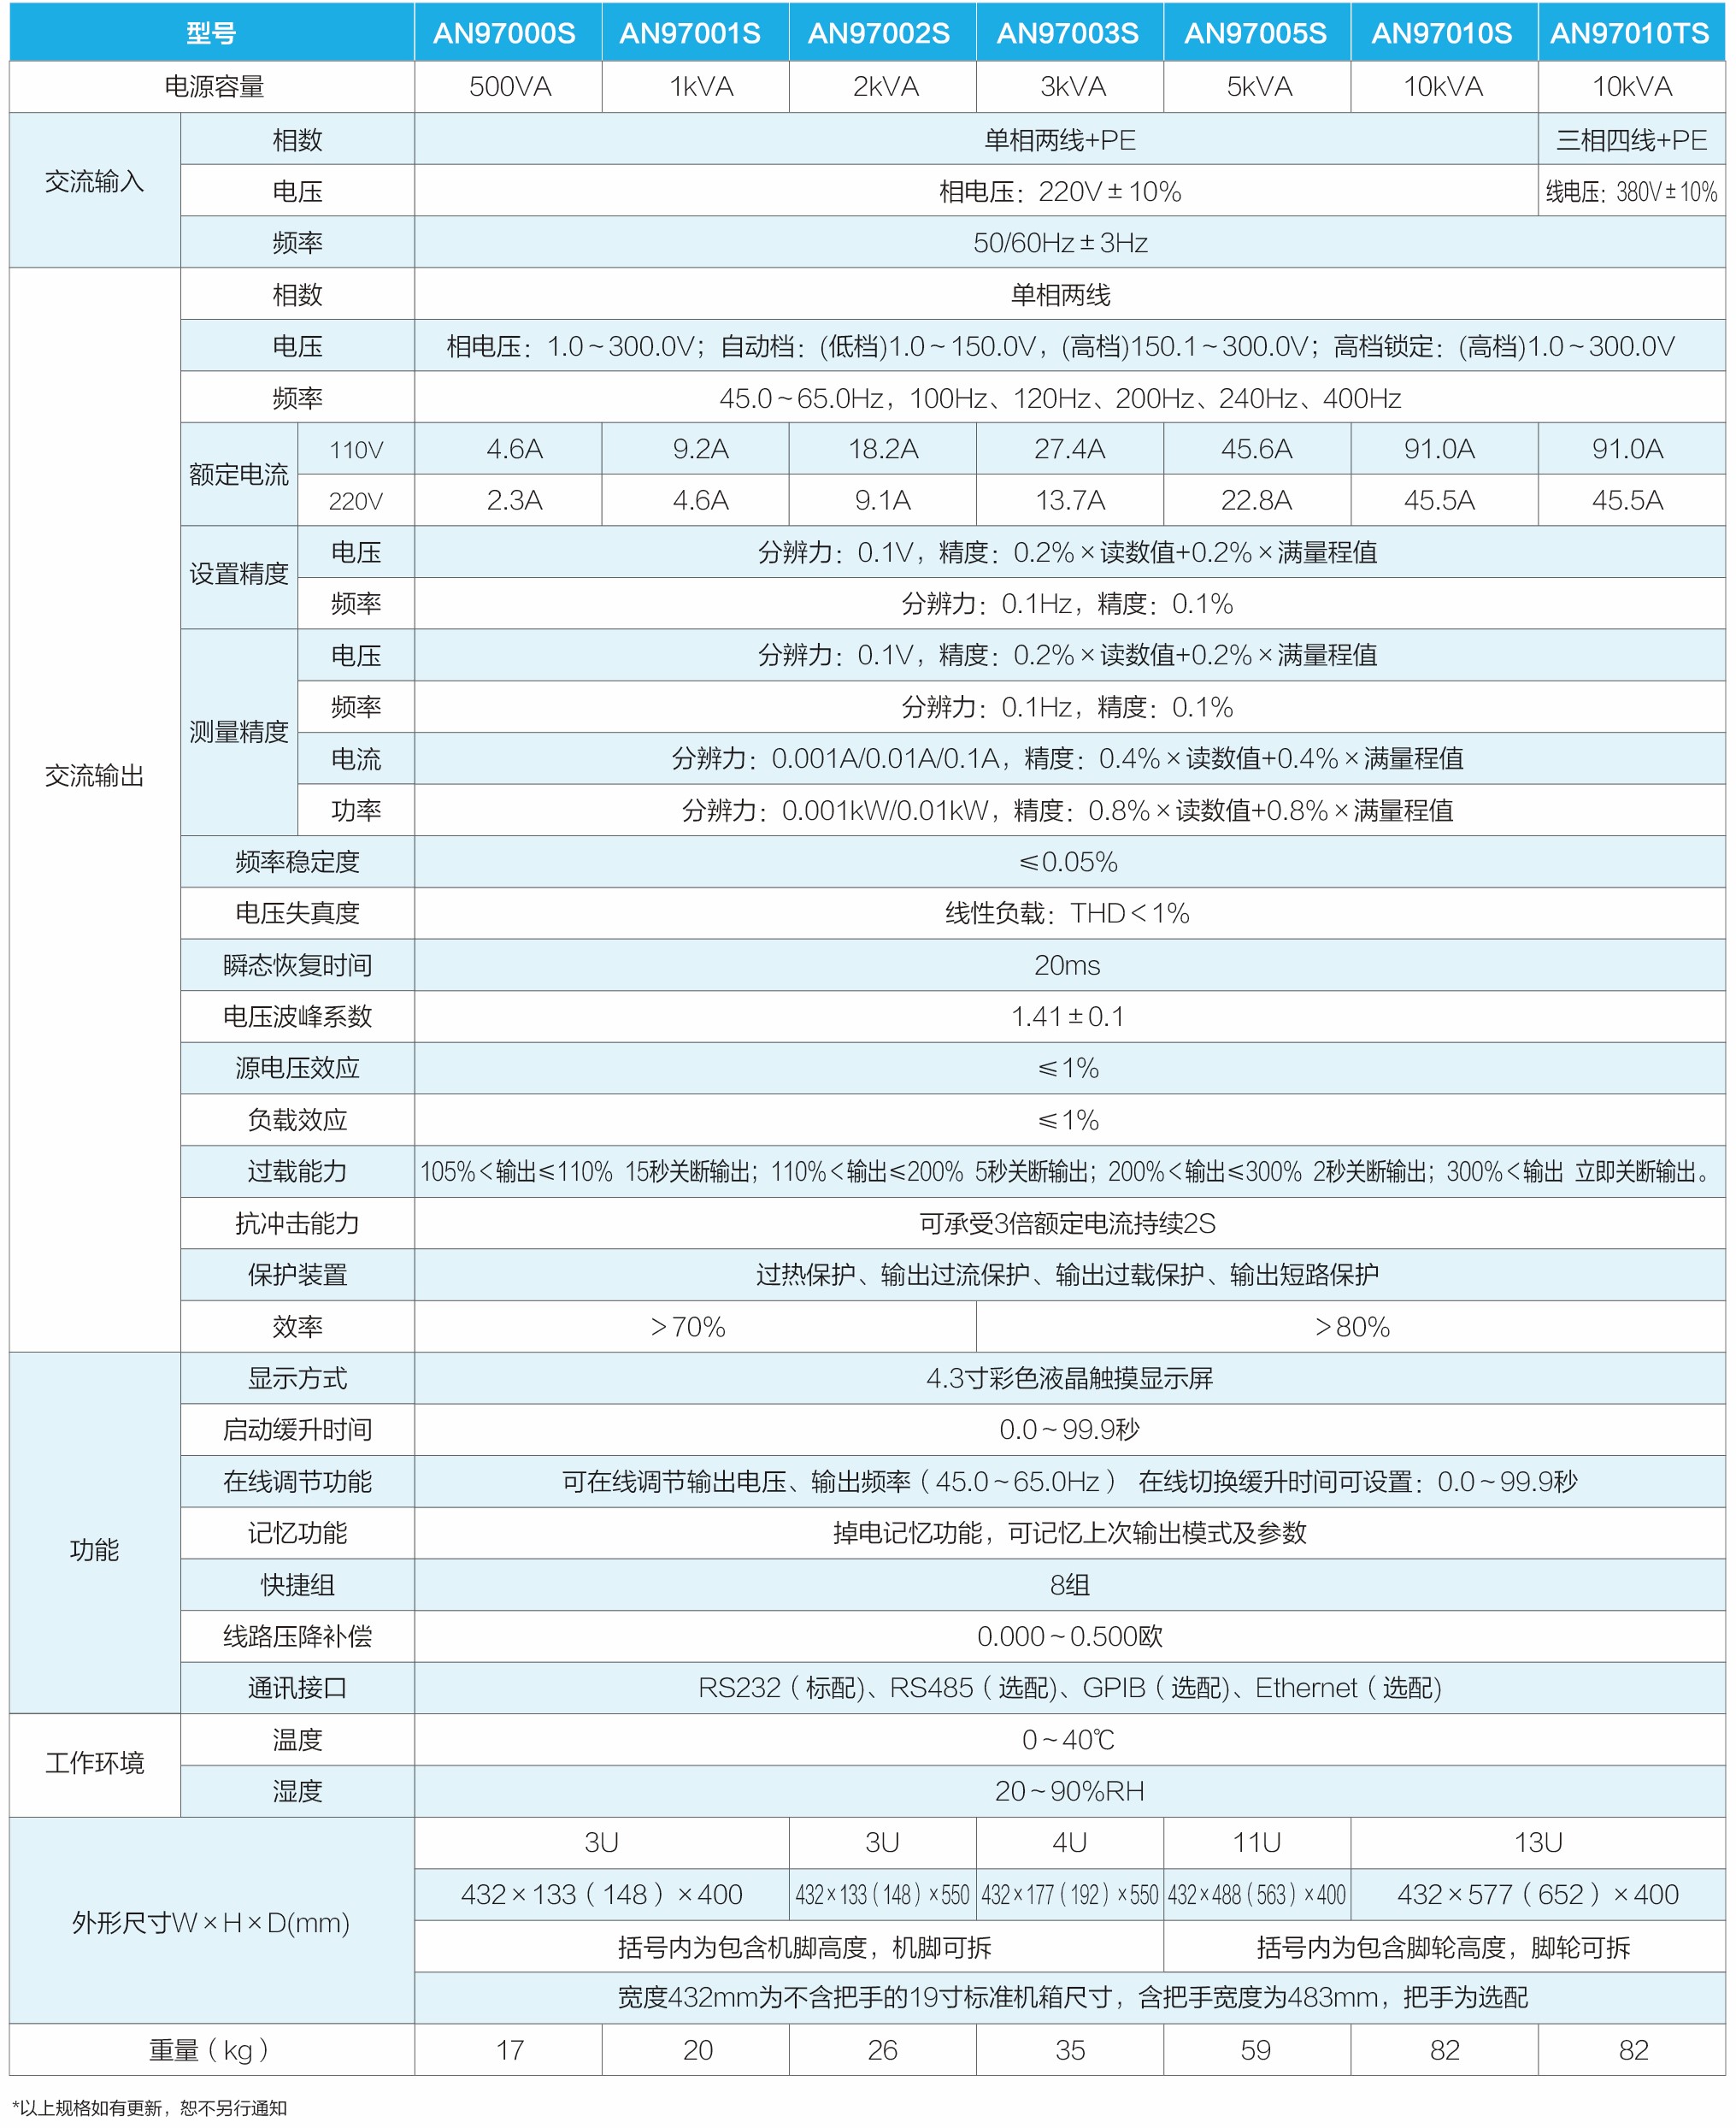 型号 AN97000S AN97001S AN97002S AN97003S AN97005S AN97010S AN97010TS
电源容量 500VA 1kVA 2kVA 3kVA 5kVA 10kVA 10kVA
交流输入
相数 单相两线+PE 三相四线+PE
电压 相电压：220V±10% 线电压：380V±10%
频率 50/60Hz±3Hz
交流输出
相数 单相两线
电压 相电压：1.0～300.0V；自动档：(低档)1.0～150.0V，(高档)150.1～300.0V；高档锁定：(高档)1.0～300.0V
频率 45.0～65.0Hz，100Hz、120Hz、200Hz、240Hz、400Hz
额定电流
110V 4.6A 9.2A 18.2A 27.4A 45.6A 91.0A 91.0A
220V 2.3A 4.6A 9.1A 13.7A 22.8A 45.5A 45.5A
设置精度
电压 分辨力：0.1V，精度：0.2%×读数值+0.2%×满量程值
频率 分辨力：0.1Hz，精度：0.1%
测量精度
电压 分辨力：0.1V，精度：0.2%×读数值+0.2%×满量程值
频率 分辨力：0.1Hz，精度：0.1%
电流 分辨力：0.001A/0.01A/0.1A，精度：0.4%×读数值+0.4%×满量程值
功率 分辨力：0.001kW/0.01kW，精度：0.8%×读数值+0.8%×满量程值
频率稳定度 ≤0.05%
电压失真度 线性负载：THD＜1%
瞬态恢复时间 20ms
电压波峰系数 1.41±0.1
源电压效应 ≤1%
负载效应 ≤1%
过载能力 105%＜输出≤110% 15秒关断输出；110%＜输出≤200% 5秒关断输出；200%＜输出≤300% 2秒关断输出；300%＜输出 立即关断输出。
抗冲击能力 可承受3倍额定电流持续2S
保护装置 过热保护、输出过流保护、输出过载保护、输出短路保护
效率 ＞70% ＞80%
功能
显示方式 4.3寸彩色液晶触摸显示屏
启动缓升时间 0.0～99.9秒
在线调节功能 可在线调节输出电压、输出频率（45.0～65.0Hz） 在线切换缓升时间可设置：0.0～99.9秒
记忆功能 掉电记忆功能，可记忆上次输出模式及参数
快捷组 8组
线路压降补偿 0.000～0.500欧
通讯接口 RS232（标配)、RS485（选配)、GPIB（选配)、Ethernet（选配)
工作环境
温度 0～40℃
湿度 20～90%RH
外形尺寸W×H×D(mm)
3U 3U 4U 11U 13U
432×133（148）×400 432×133（148）×550 432×177（192）×550 432×488（563）×400 432×577（652）×400
括号内为包含机脚高度，机脚可拆 括号内为包含脚轮高度，脚轮可拆
宽度432mm为不含把手的19寸标准机箱尺寸，含把手宽度为483mm，把手为选配
重量（kg） 17 20 26 35 59 82 82
*以上规格如有更新，恕不另行通知